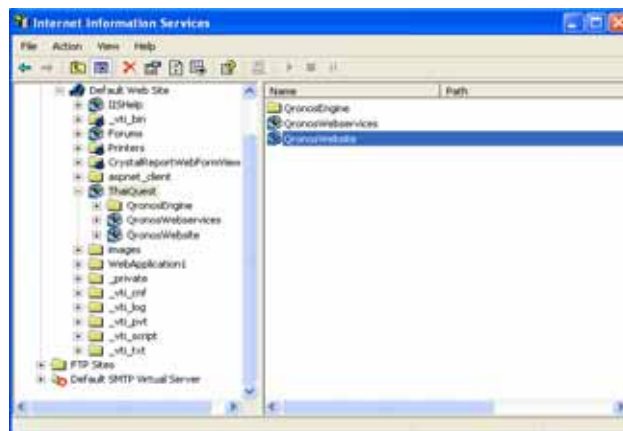 Internet Information Services
File Action View Help
Default Web Site
IISHelp
_vti_bin
Forums
Printers
CrystalReportWebFormView
aspnet_client
ThaiQuest
QronosEngine
QronosWebservices
QronosWebsite
images
WebApplication1
_private
_vti_cnf
_vti_log
_vti_pvt
_vti_script
_vti_txt
FTP Sites
Default SMTP Virtual Server
Name Path
QronosEngine
QronosWebservices
QronosWebsite